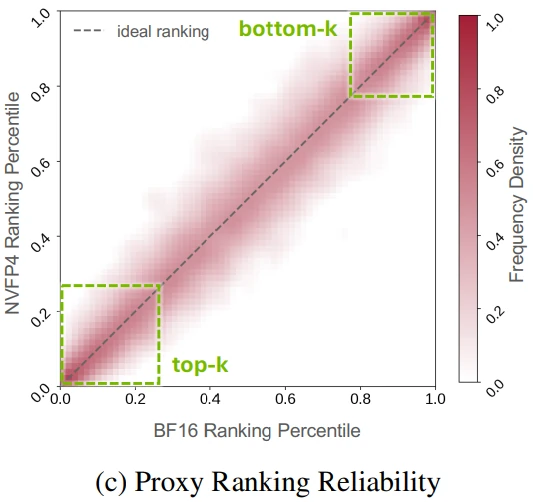 1.0
0.8
0.6
0.4
0.2
0.0
NVFP4 Ranking Percentile
ideal ranking
bottom-k
top-k
0.0 0.2 0.4 0.6 0.8 1.0
BF16 Ranking Percentile
1.0
0.8
0.6
0.4
0.2
0.0
Frequency Density
(c) Proxy Ranking Reliability